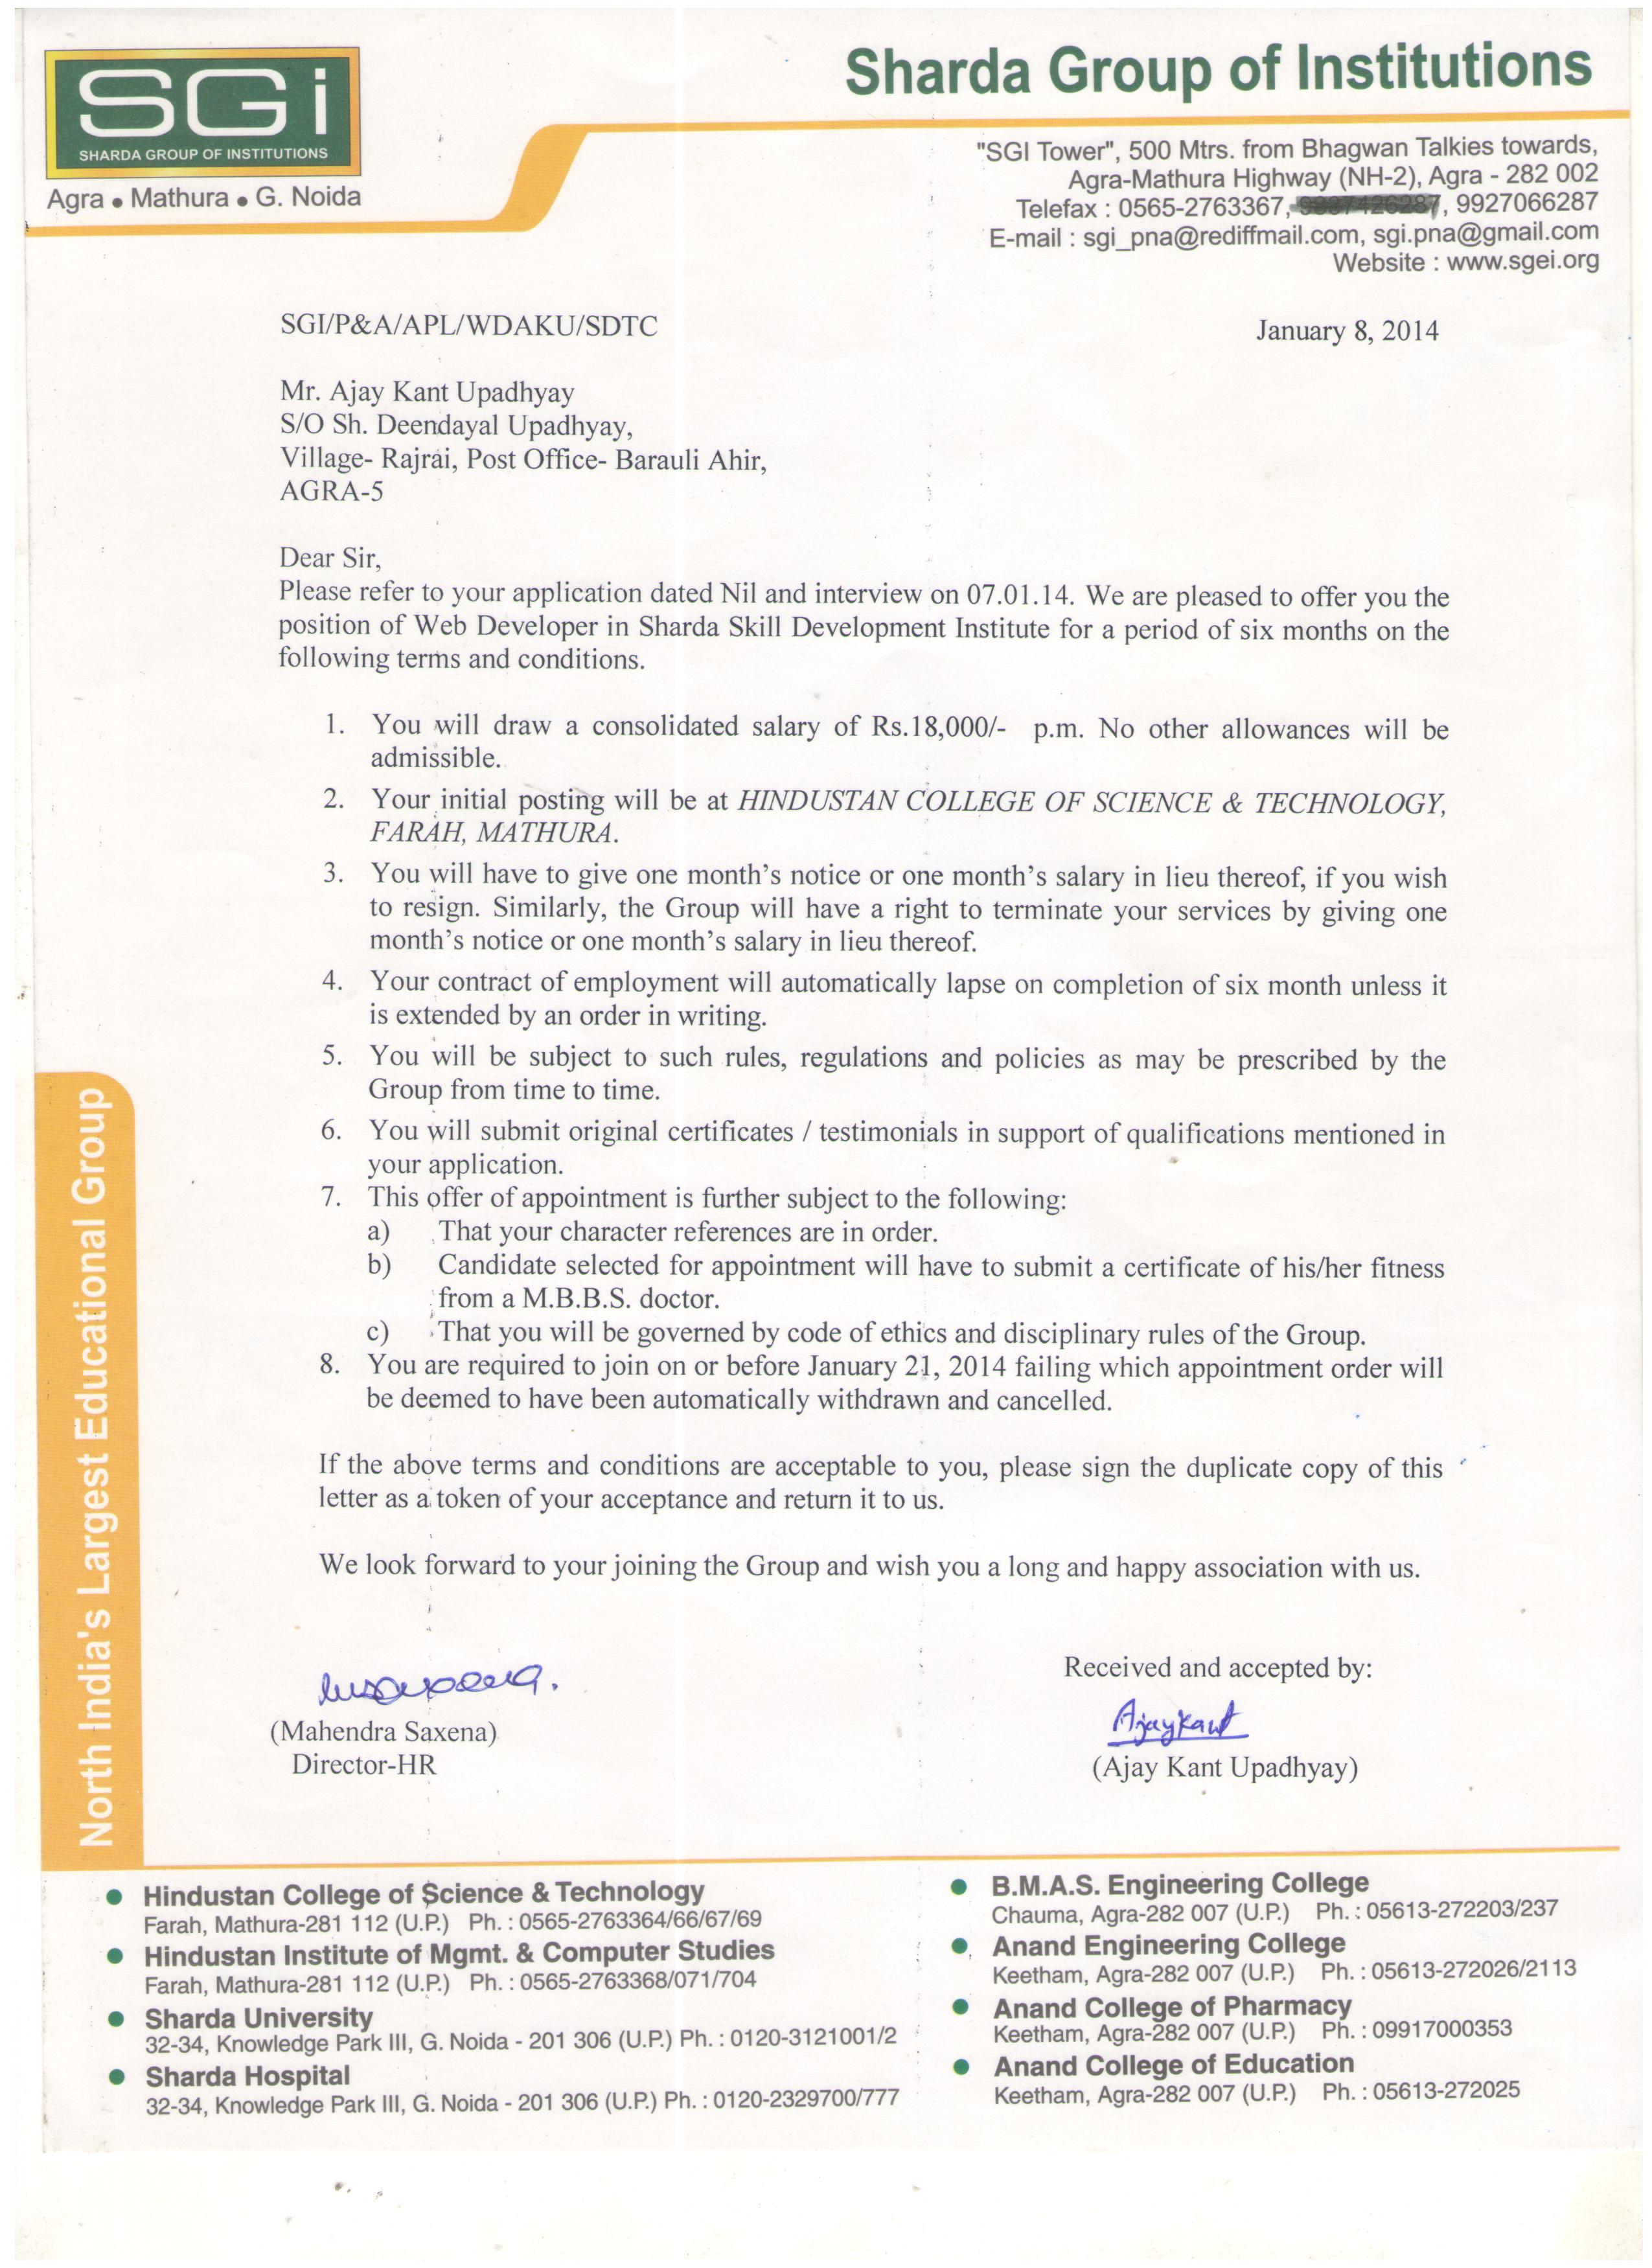 SGi
SHARDA GROUP OF INSTITUTIONS
Agra • Mathura • G. Noida
Sharda Group of Institutions
"SGI Tower", 500 Mtrs. from Bhagwan Talkies towards,
Agra-Mathura Highway (NH-2), Agra - 282 002
Telefax : 0565-2763367, , 9927066287
E-mail : sgi_pna@rediffmail.com, sgi.pna@gmail.com
Website : www.sgei.org
SGI/P&A/APL/WDAKU/SDTC
January 8, 2014
Mr. Ajay Kant Upadhyay
S/O Sh. Deendayal Upadhyay,
Village- Rajrai, Post Office- Barauli Ahir,
AGRA-5
Dear Sir,
Please refer to your application dated Nil and interview on 07.01.14. We are pleased to offer you the
position of Web Developer in Sharda Skill Development Institute for a period of six months on the
following terms and conditions.
1. You will draw a consolidated salary of Rs.18,000/- p.m. No other allowances will be
admissible.
2. Your initial posting will be at HINDUSTAN COLLEGE OF SCIENCE & TECHNOLOGY,
FARAH, MATHURA.
3. You will have to give one month's notice or one month's salary in lieu thereof, if you wish
to resign. Similarly, the Group will have a right to terminate your services by giving one
month's notice or one month's salary in lieu thereof.
4. Your contract of employment will automatically lapse on completion of six month unless it
is extended by an order in writing.
5. You will be subject to such rules, regulations and policies as may be prescribed by the
Group from time to time.
6. You will submit original certificates / testimonials in support of qualifications mentioned in
your application.
7. This offer of appointment is further subject to the following:
a) That your character references are in order.
b) Candidate selected for appointment will have to submit a certificate of his/her fitness
from a M.B.B.S. doctor.
c) That you will be governed by code of ethics and disciplinary rules of the Group.
8. You are required to join on or before January 21, 2014 failing which appointment order will
be deemed to have been automatically withdrawn and cancelled.
If the above terms and conditions are acceptable to you, please sign the duplicate copy of this
letter as a token of your acceptance and return it to us.
We look forward to your joining the Group and wish you a long and happy association with us.
(Mahendra Saxena)
Director-HR
Received and accepted by:
Ajaykant
(Ajay Kant Upadhyay)
North India's Largest Educational Group
• Hindustan College of Science & Technology
Farah, Mathura-281 112 (U.P.) Ph. : 0565-2763364/66/67/69
• Hindustan Institute of Mgmt. & Computer Studies
Farah, Mathura-281 112 (U.P.) Ph. : 0565-2763368/071/704
• Sharda University
32-34, Knowledge Park III, G. Noida - 201 306 (U.P.) Ph. : 0120-3121001/2
• Sharda Hospital
32-34, Knowledge Park III, G. Noida - 201 306 (U.P.) Ph. : 0120-2329700/777
• B.M.A.S. Engineering College
Chauma, Agra-282 007 (U.P.) Ph. : 05613-272203/237
• Anand Engineering College
Keetham, Agra-282 007 (U.P.) Ph. : 05613-272026/2113
• Anand College of Pharmacy
Keetham, Agra-282 007 (U.P.) Ph. : 09917000353
• Anand College of Education
Keetham, Agra-282 007 (U.P.) Ph. : 05613-272025